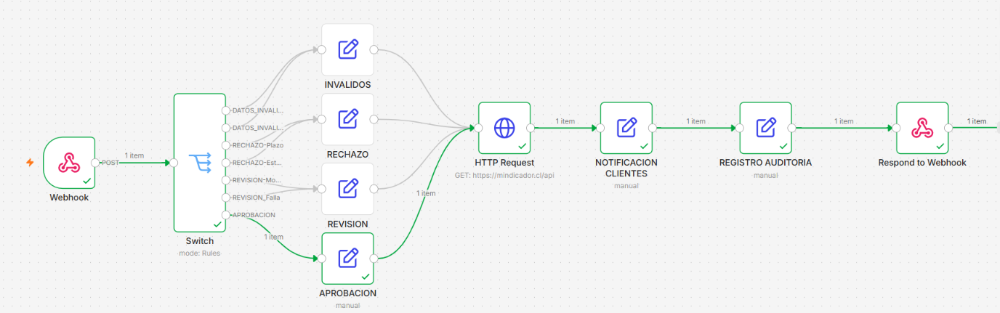 INVALIDOS
DATOS_INVALI...
DATOS_INVALI...
RECHAZO-Plazo
RECHAZO-Est...
REVISION-Mo...
REVISION_Falla
APROBACION
RECHAZO
REVISION
1 item
APROBACION
manual
POST
1 item
Webhook
Switch
mode: Rules
1 item
HTTP Request
GET: https://mindicador.cl/api
1 item
NOTIFICACION
CLIENTES
manual
1 item
REGISTRO AUDITORIA
manual
1 item
Respond to Webhook
1 item